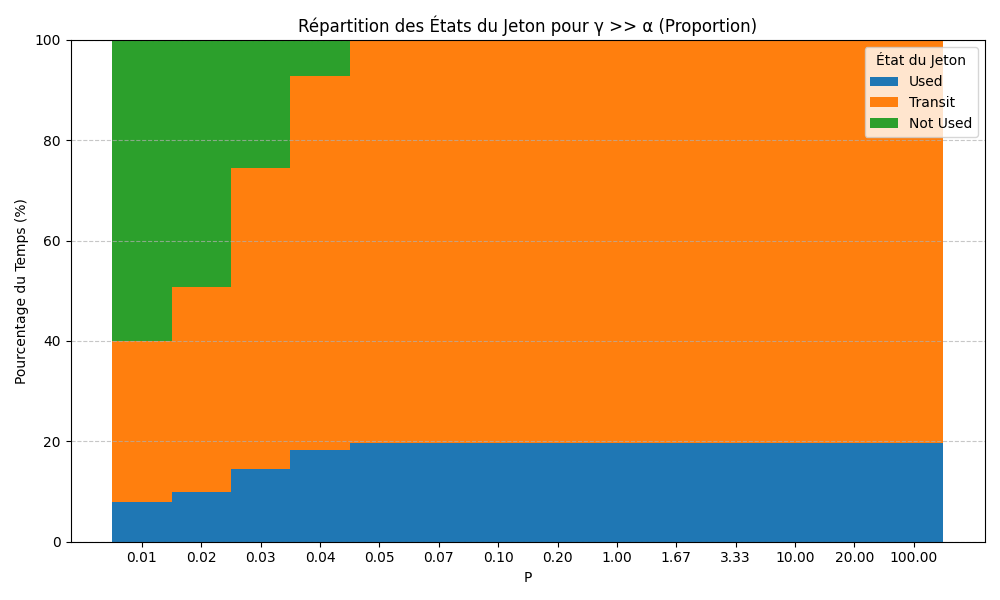 Répartition des États du Jeton pour γ >> α (Proportion)
Pourcentage du Temps (%)
100
80
60
40
20
0
État du Jeton
Used
Transit
Not Used
0.01 0.02 0.03 0.04 0.05 0.07 0.10 0.20 1.00 1.67 3.33 10.00 20.00 100.00
P